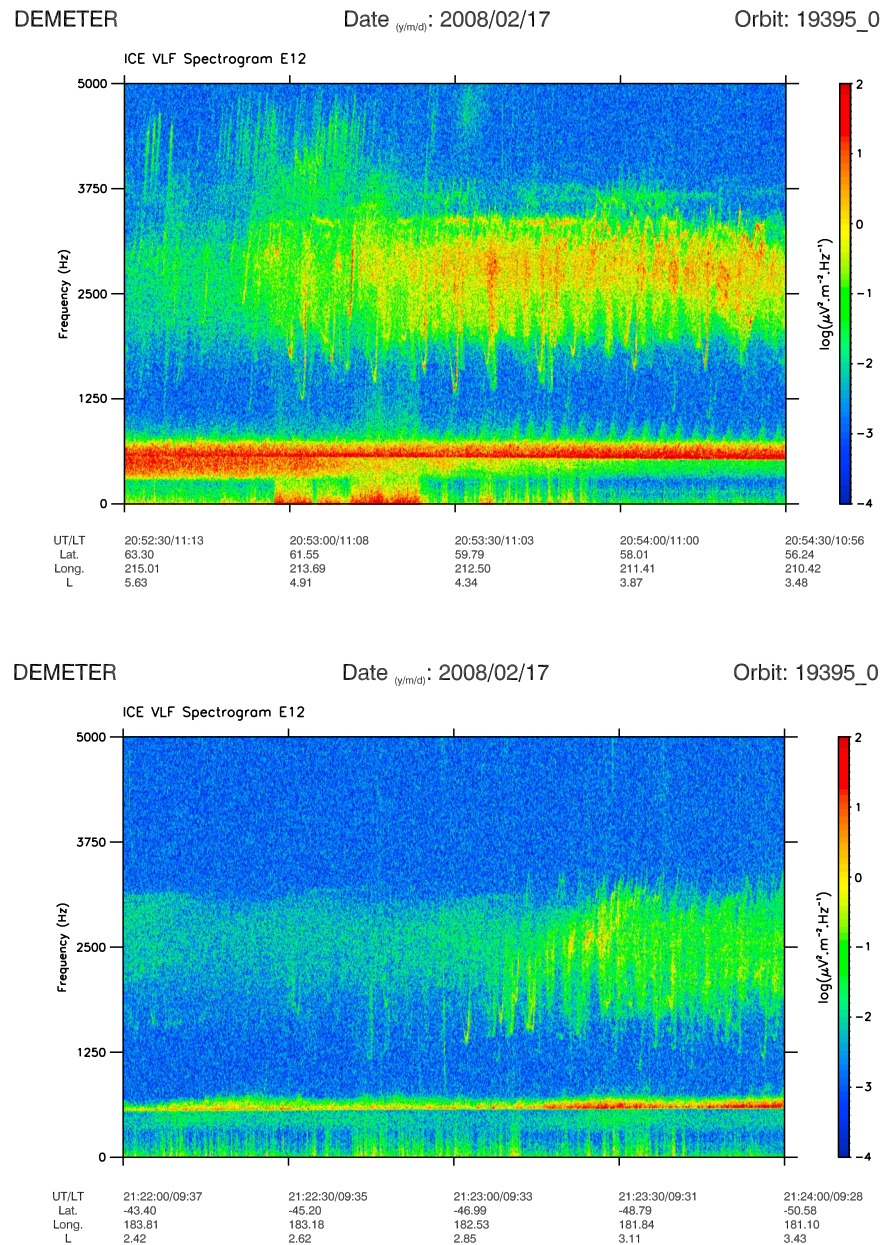 DEMETER Date (y/m/d): 2008/02/17 Orbit: 19395_0
ICE VLF Spectrogram E12
5000
3750
2500
1250
0
Frequency (Hz)
2
1
0
−1
−2
−3
−4
log(μV².m⁻².Hz⁻¹)
UT/LT 20:52:30/11:13 20:53:00/11:08 20:53:30/11:03 20:54:00/11:00 20:54:30/10:56
Lat. 63.30 61.55 59.79 58.01 56.24
Long. 215.01 213.69 212.50 211.41 210.42
L 5.63 4.91 4.34 3.87 3.48
DEMETER Date (y/m/d): 2008/02/17 Orbit: 19395_0
ICE VLF Spectrogram E12
5000
3750
2500
1250
0
Frequency (Hz)
2
1
0
−1
−2
−3
−4
log(μV².m⁻².Hz⁻¹)
UT/LT 21:22:00/09:37 21:22:30/09:35 21:23:00/09:33 21:23:30/09:31 21:24:00/09:28
Lat. -43.40 -45.20 -46.99 -48.79 -50.58
Long. 183.81 183.18 182.53 181.84 181.10
L 2.42 2.62 2.85 3.11 3.43